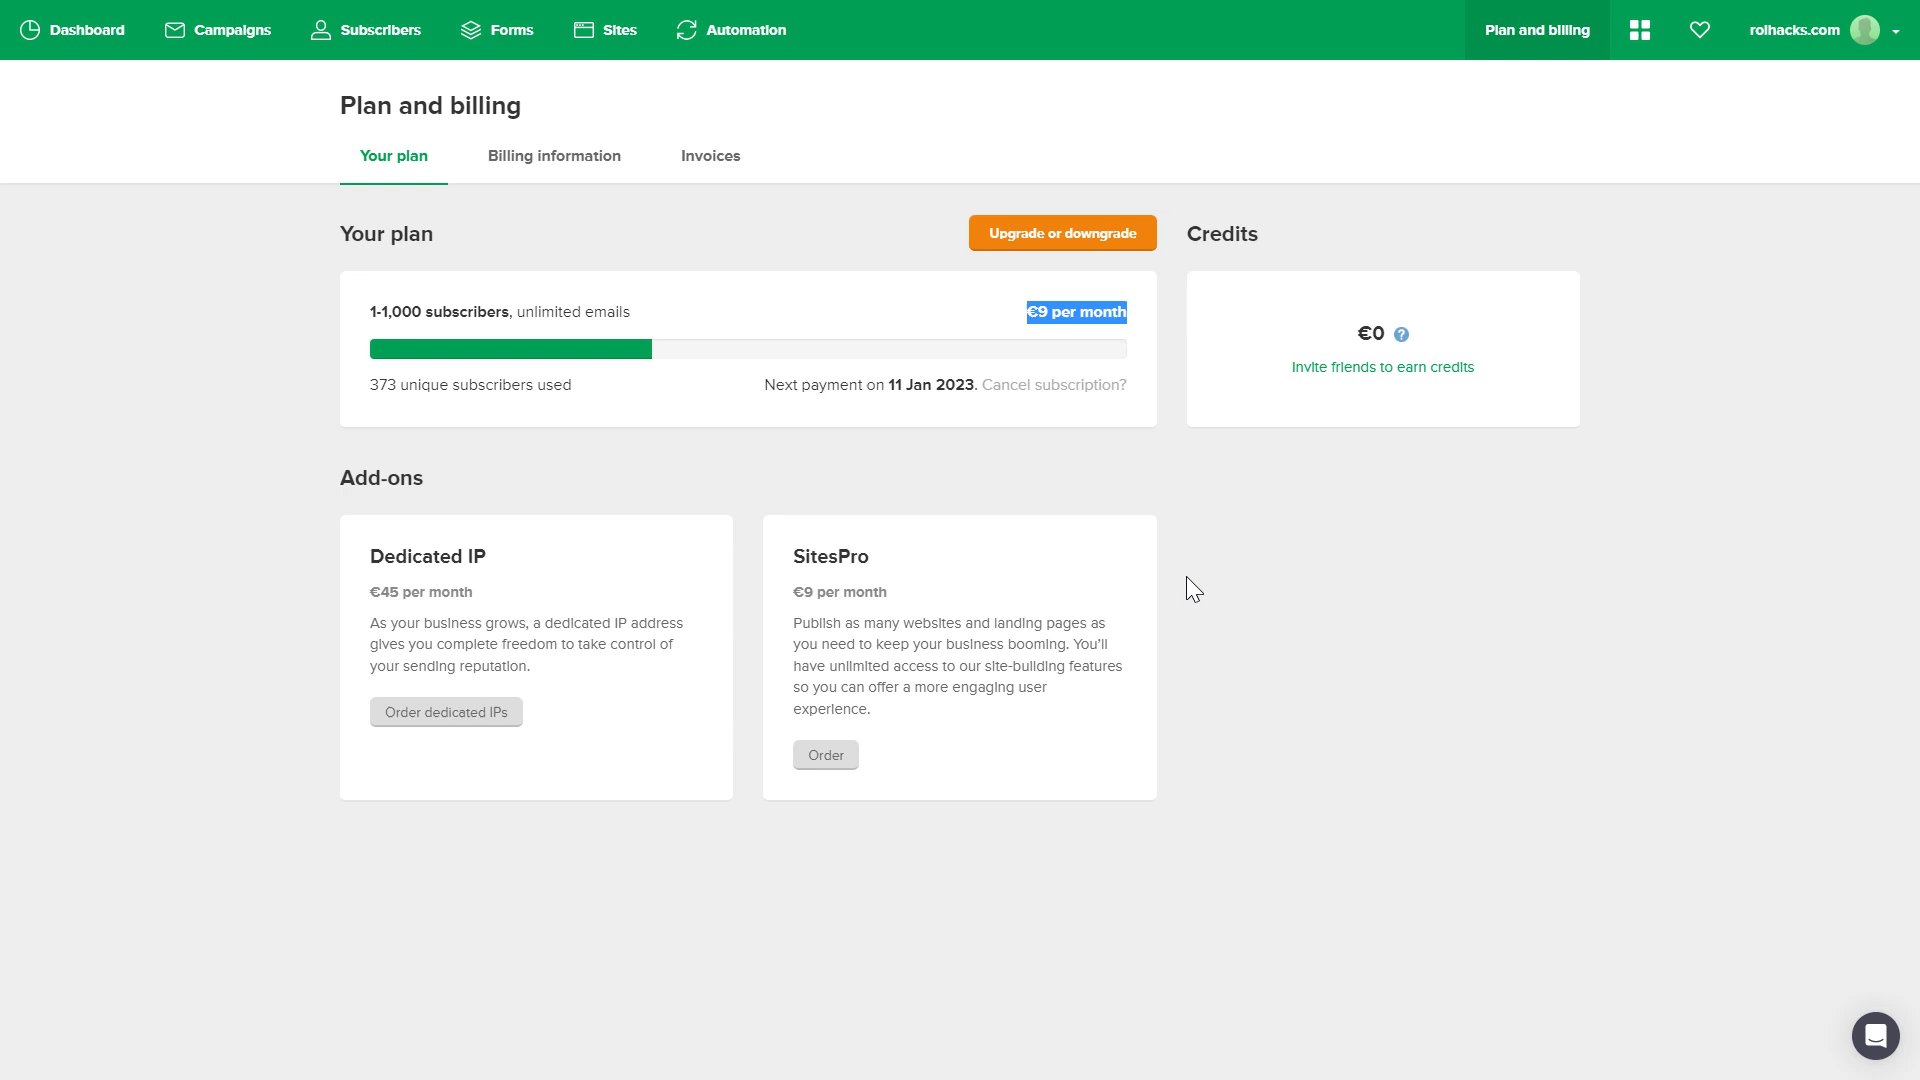 Dashboard Campaigns Subscribers Forms Sites Automation Plan and billing roihacks.com
Plan and billing
Your plan Billing information Invoices
Your plan Upgrade or downgrade
1-1,000 subscribers, unlimited emails €9 per month
373 unique subscribers used Next payment on 11 Jan 2023. Cancel subscription?
Credits
€0 ?
Invite friends to earn credits
Add-ons
Dedicated IP
€45 per month
As your business grows, a dedicated IP address
gives you complete freedom to take control of
your sending reputation.
Order dedicated IPs
SitesPro
€9 per month
Publish as many websites and landing pages as
you need to keep your business booming. You'll
have unlimited access to our site-building features
so you can offer a more engaging user
experience.
Order